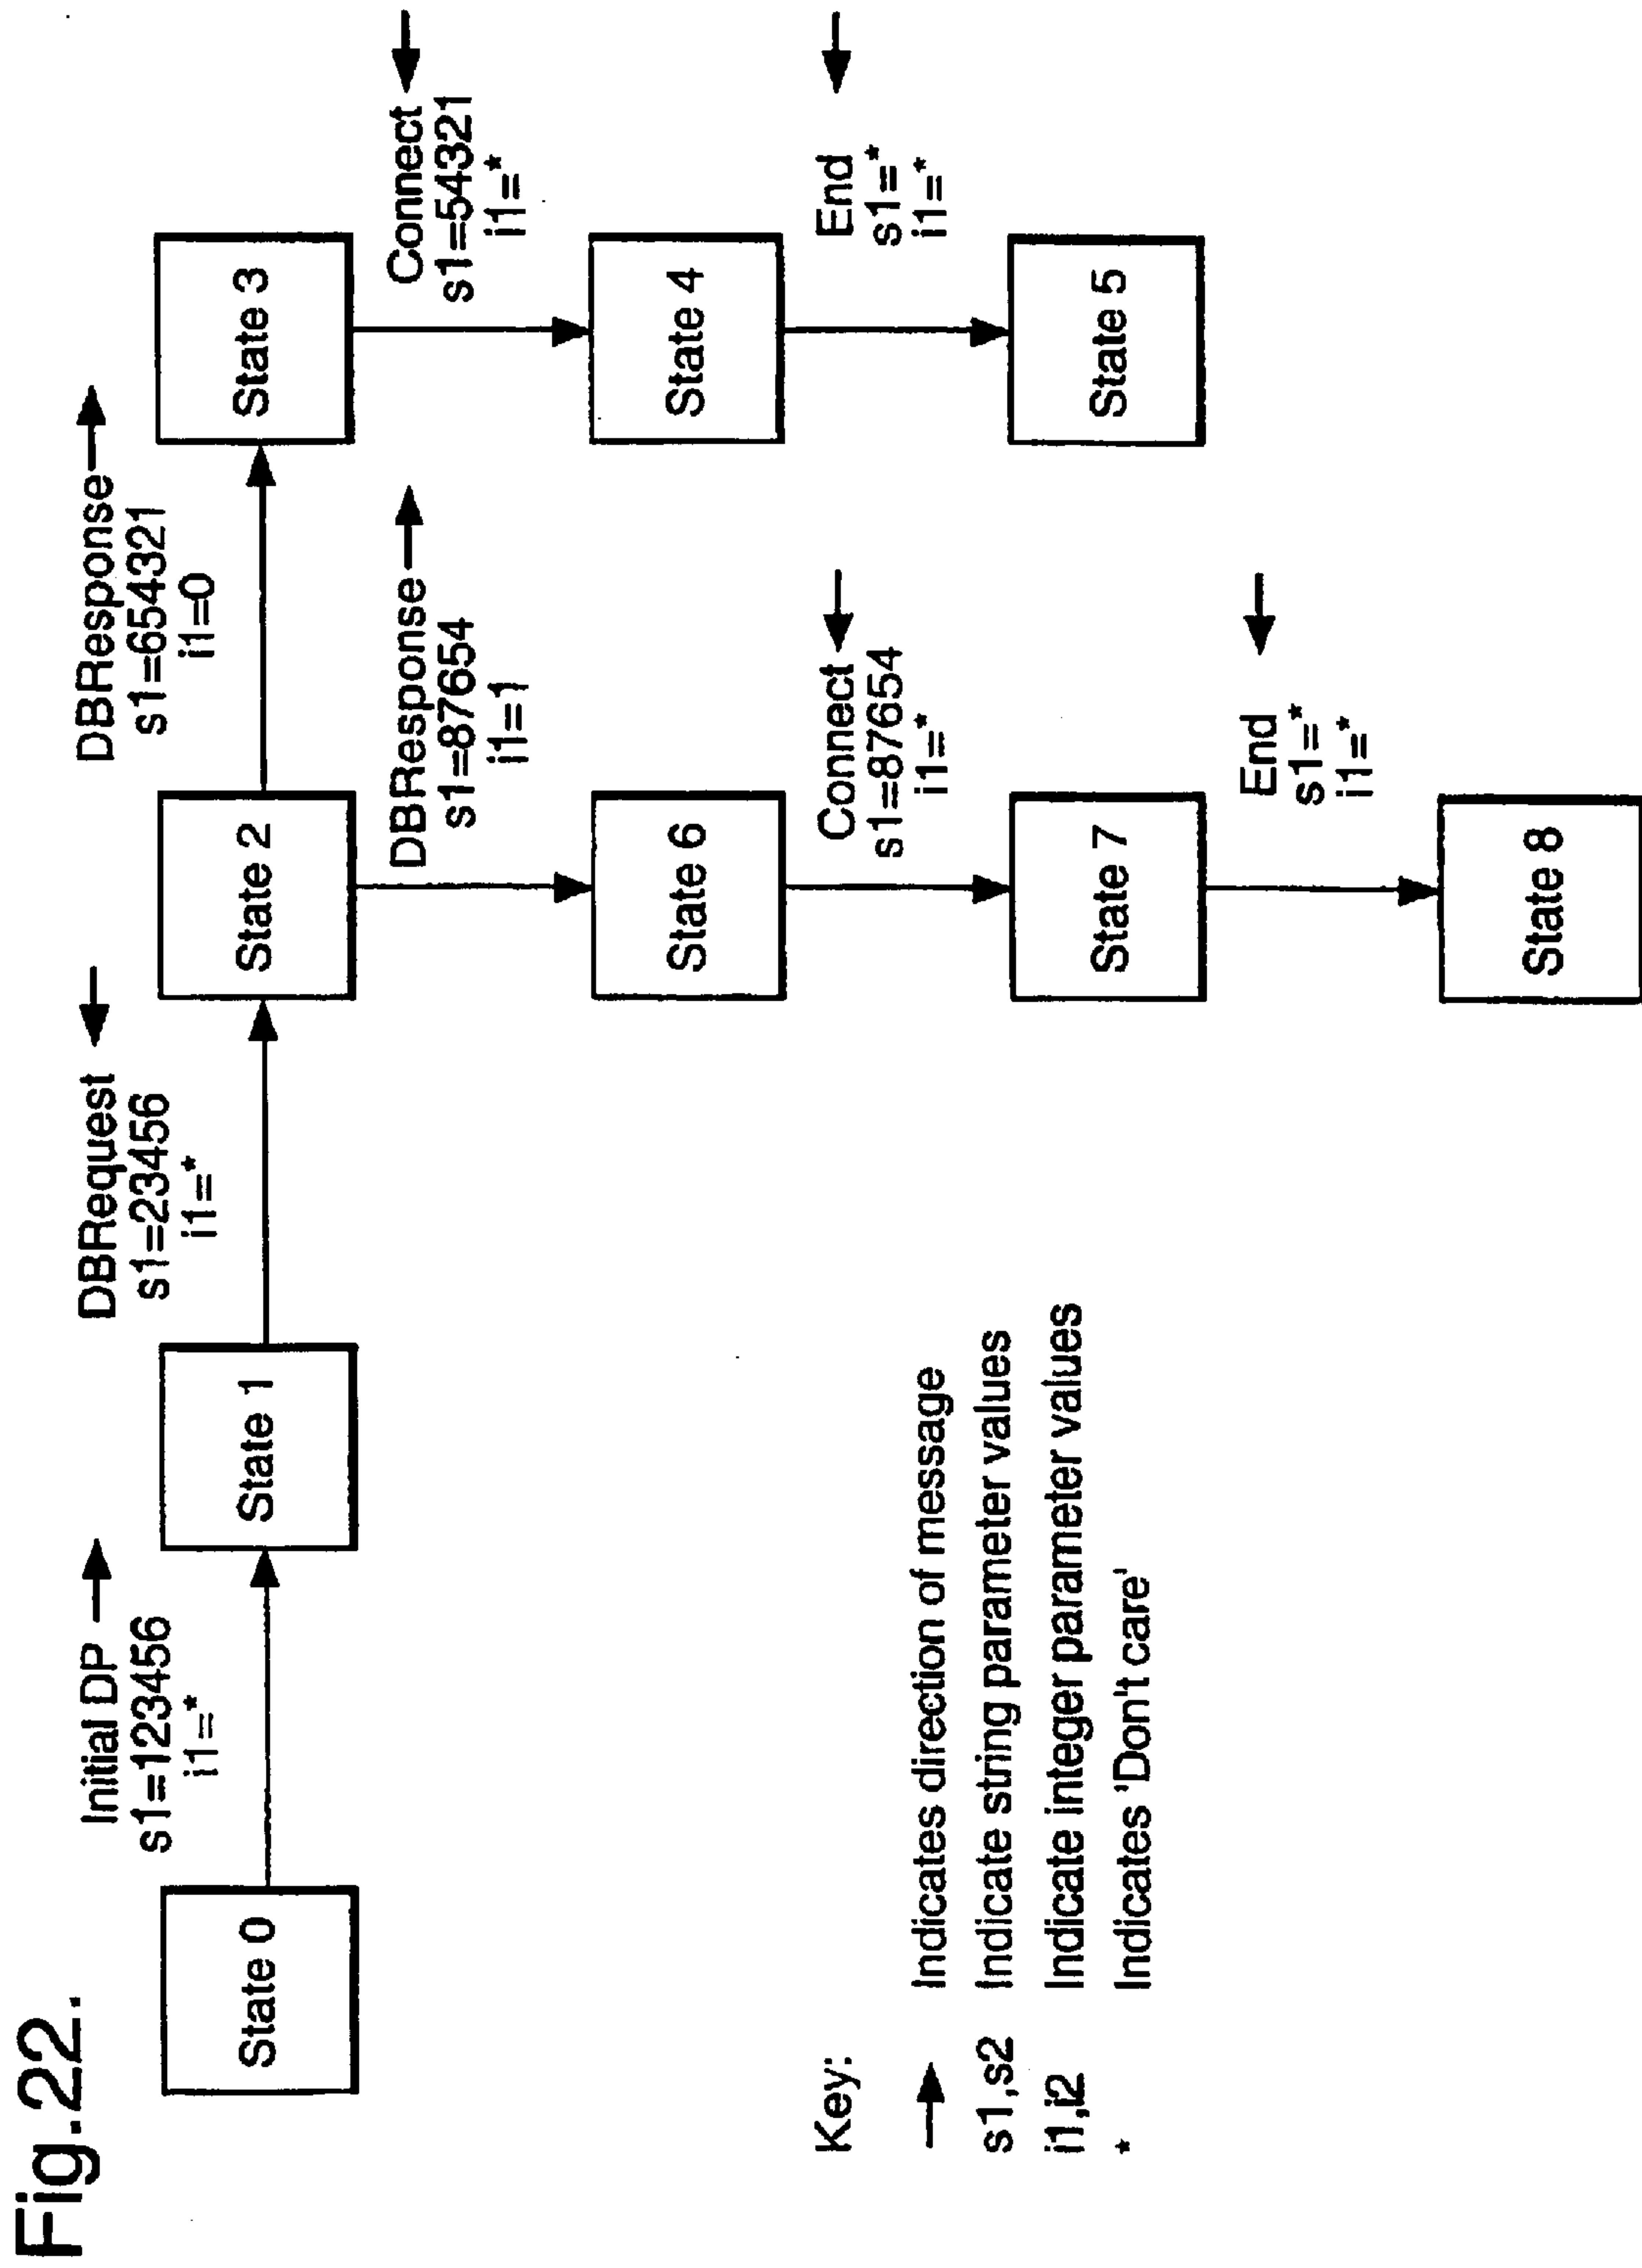 Fig.22.
Initial DP
s1=123456
i1=*
DBRequest
s1=23456
i1=*
DBResponse
s1=654321
i1=0
State 0
State 1
State 2
State 3
DBResponse
s1=87654
i1=1
Connect
s1=54321
i1=*
State 6
State 4
Connect
s1=87654
i1=*
End
s1=*
i1=*
State 7
State 5
End
s1=*
i1=*
State 8
Key:
Indicates direction of message
s1,s2 Indicate string parameter values
i1,i2 Indicate integer parameter values
* Indicates 'Don't care'